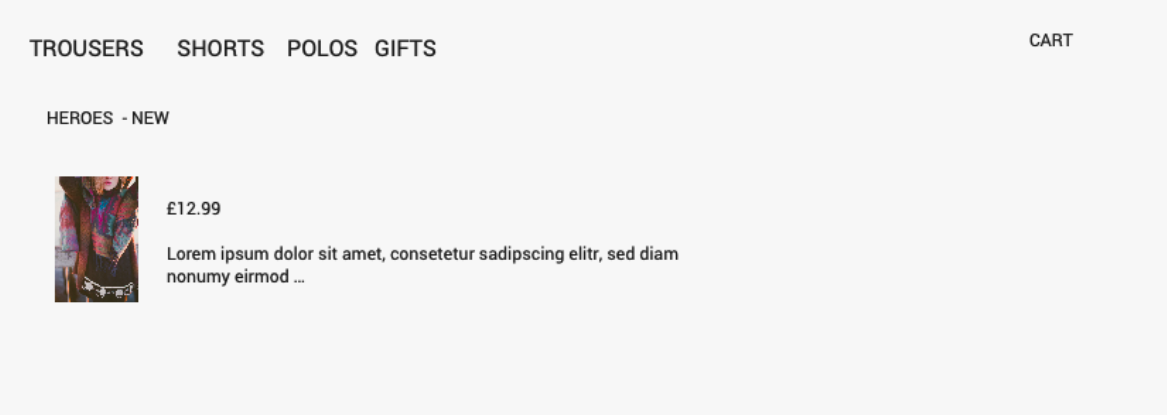 TROUSERS SHORTS POLOS GIFTS
CART
HEROES - NEW
£12.99
Lorem ipsum dolor sit amet, consetetur sadipscing elitr, sed diam
nonumy eirmod ...